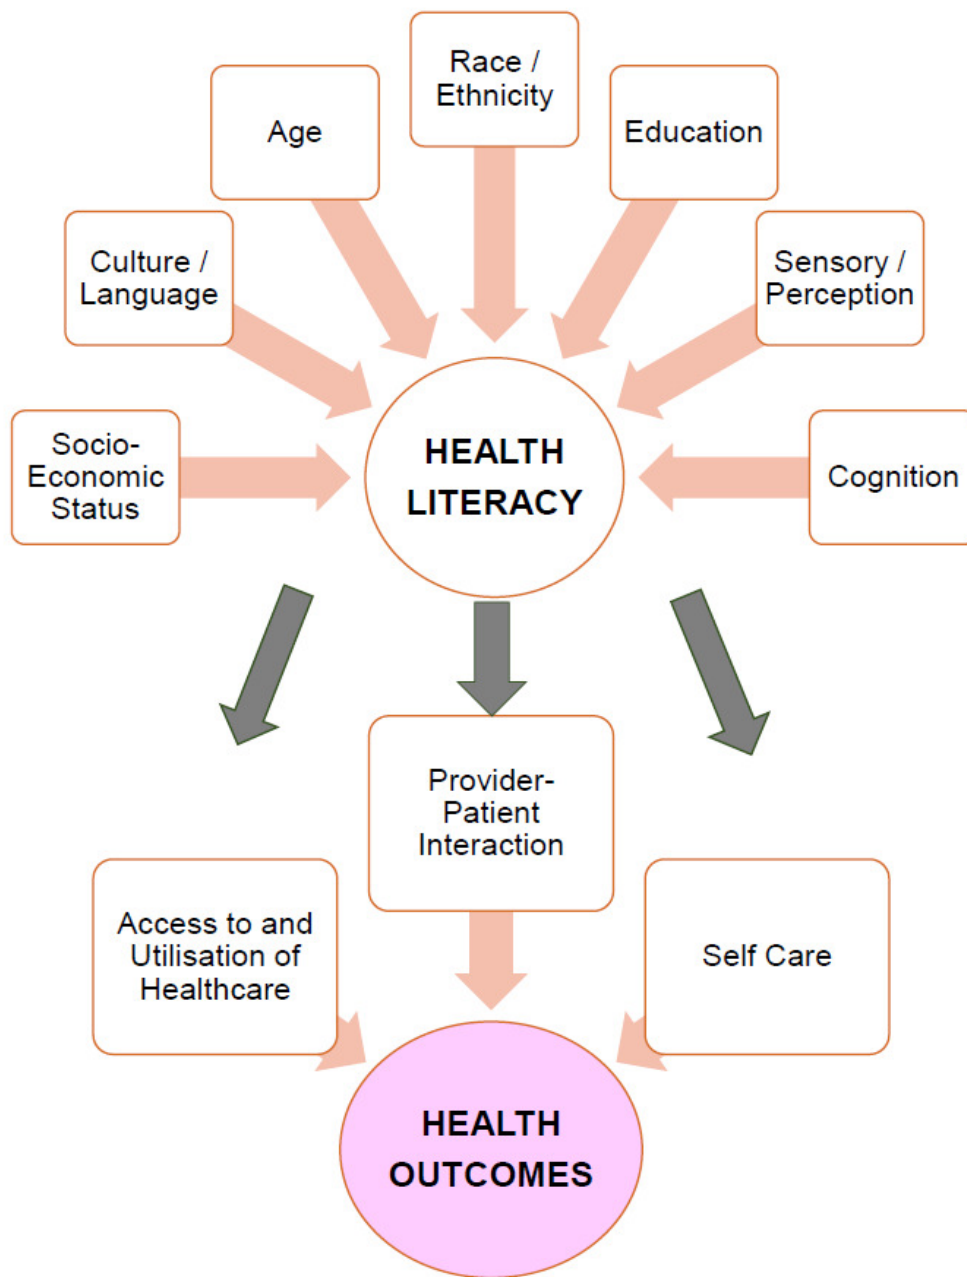 Race /
Ethnicity
Age
Education
Culture /
Language
Sensory /
Perception
Socio-
Economic
Status
HEALTH
LITERACY
Cognition
Provider-
Patient
Interaction
Access to and
Utilisation of
Healthcare
Self Care
HEALTH
OUTCOMES